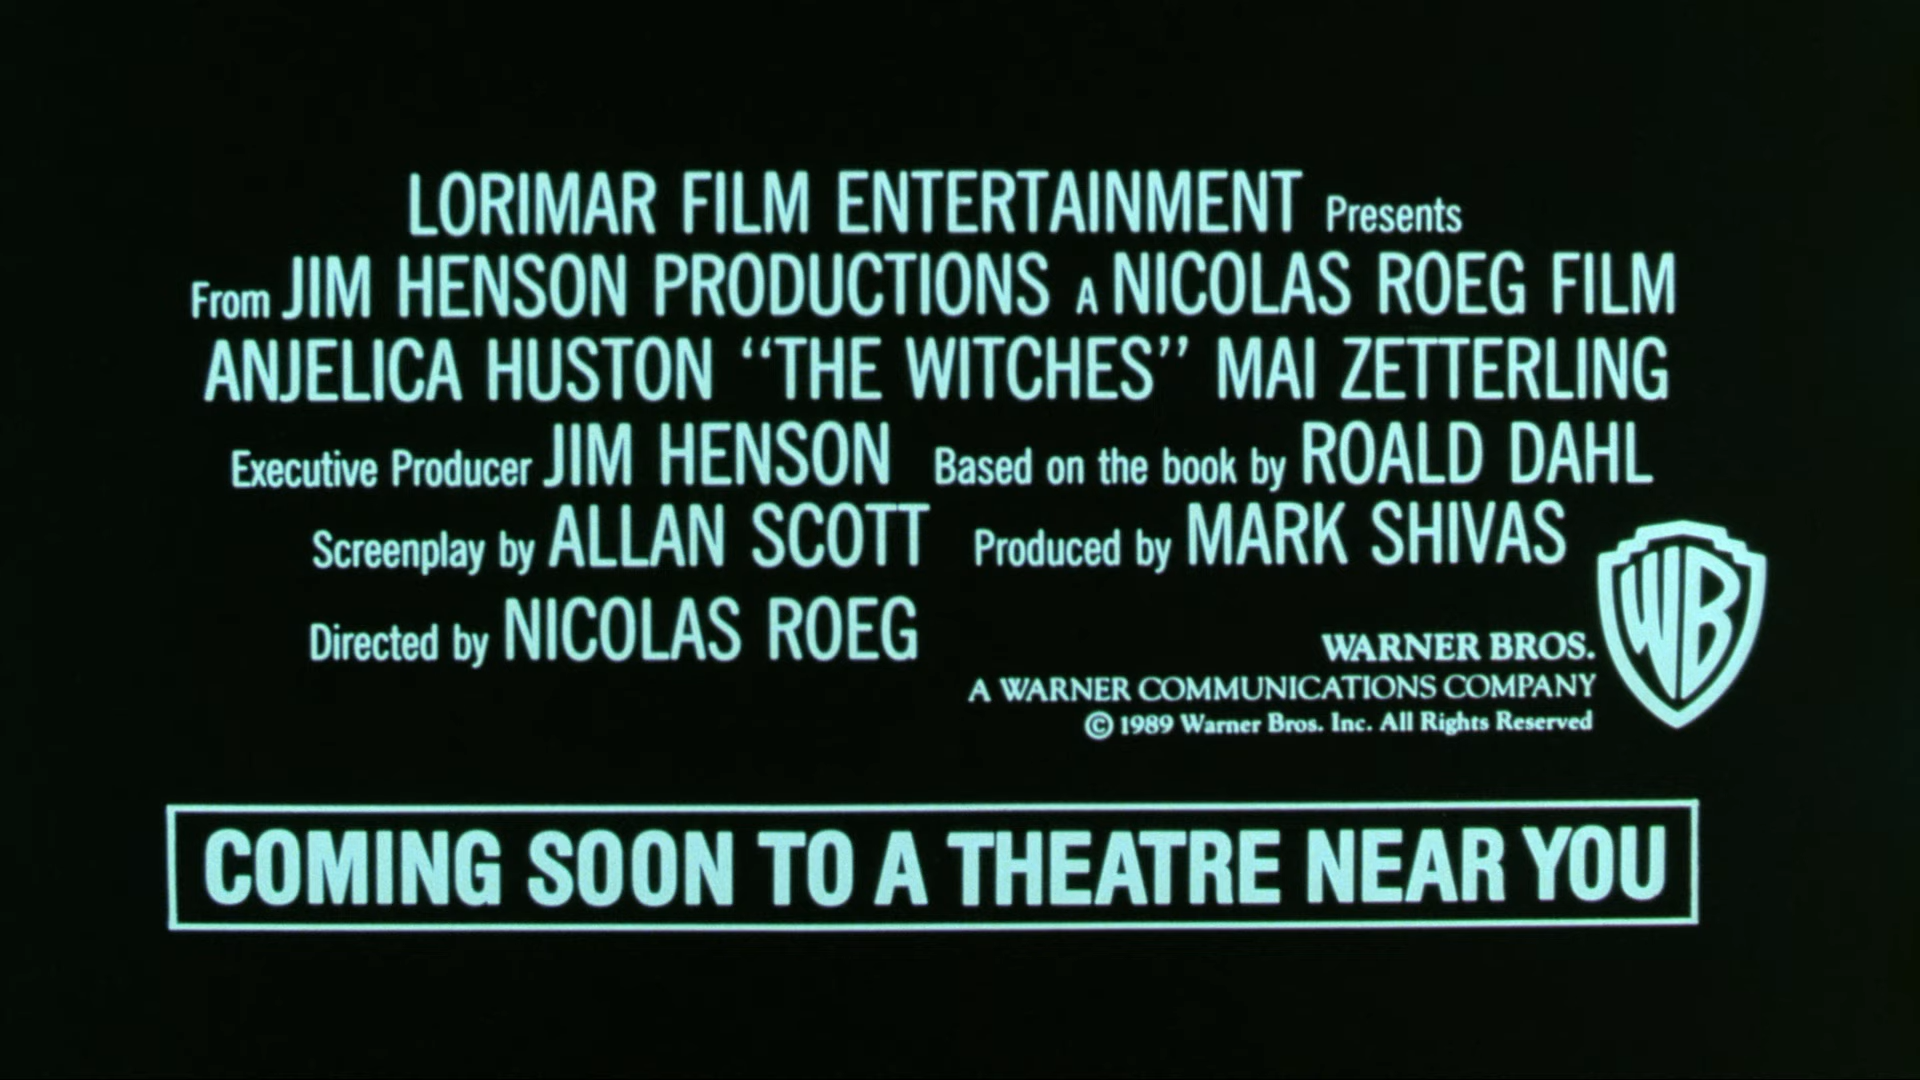 LORIMAR FILM ENTERTAINMENT Presents
From JIM HENSON PRODUCTIONS A NICOLAS ROEG FILM
ANJELICA HUSTON “THE WITCHES” MAI ZETTERLING
Executive Producer JIM HENSON Based on the book by ROALD DAHL
Screenplay by ALLAN SCOTT Produced by MARK SHIVAS
Directed by NICOLAS ROEG
WB
WARNER BROS.
A WARNER COMMUNICATIONS COMPANY
© 1989 Warner Bros. Inc. All Rights Reserved
COMING SOON TO A THEATRE NEAR YOU